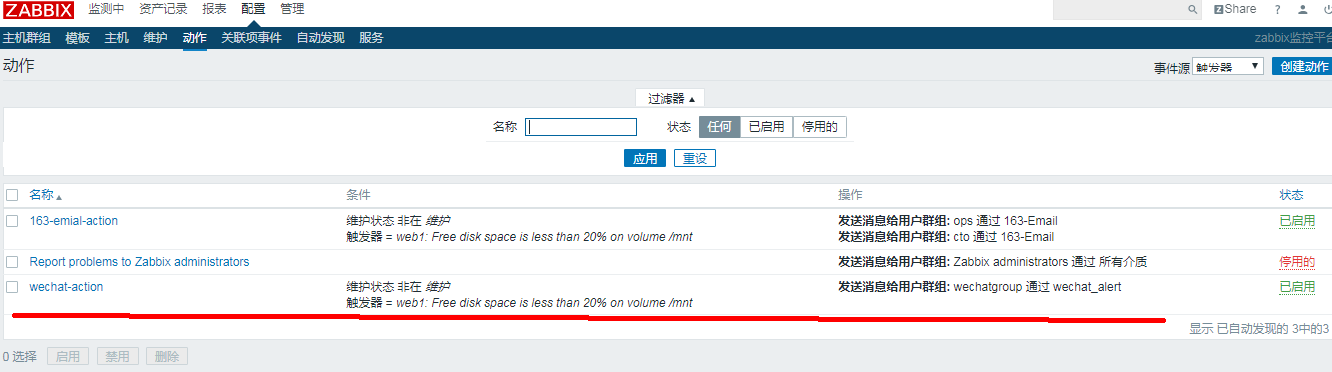 ZABBIX 监测中 资产记录 报表 配置 管理 Z Share ?
主机群组 模板 主机 维护 动作 关联项事件 自动发现 服务 zabbix监控平台
动作 事件源 触发器 创建动作
过滤器
名称 状态 任何 已启用 停用的
应用 重设
名称 条件 操作 状态
163-emial-action 维护状态 非在 维护 发送消息给用户群组: ops 通过 163-Email 已启用
触发器 = web1: Free disk space is less than 20% on volume /mnt 发送消息给用户群组: cto 通过 163-Email
Report problems to Zabbix administrators 发送消息给用户群组: Zabbix administrators 通过 所有介质 停用的
wechat-action 维护状态 非在 维护 发送消息给用户群组: wechatgroup 通过 wechat_alert 已启用
触发器 = web1: Free disk space is less than 20% on volume /mnt
显示 已自动发现的 3中的3
0 选择 启用 禁用 删除